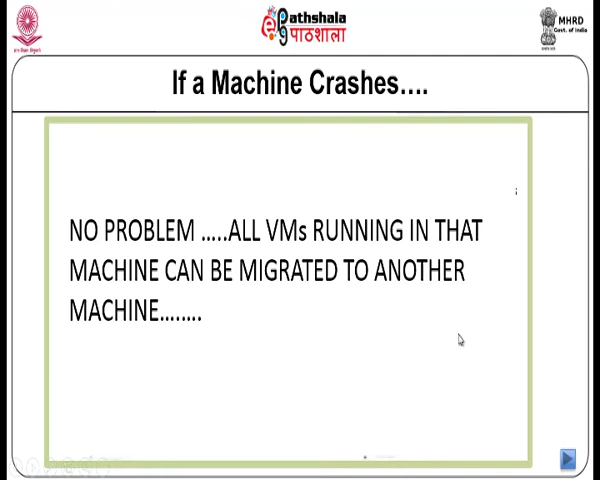 ePathshala
पाठशाला
MHRD
Govt. of India
If a Machine Crashes....
NO PROBLEM .....ALL VMs RUNNING IN THAT
MACHINE CAN BE MIGRATED TO ANOTHER
MACHINE........